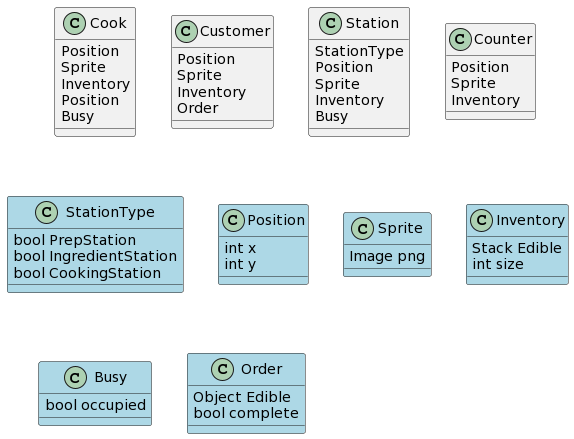 C Cook
Position
Sprite
Inventory
Position
Busy
C Customer
Position
Sprite
Inventory
Order
C Station
StationType
Position
Sprite
Inventory
Busy
C Counter
Position
Sprite
Inventory
C StationType
bool PrepStation
bool IngredientStation
bool CookingStation
C Position
int x
int y
C Sprite
Image png
C Inventory
Stack Edible
int size
C Busy
bool occupied
C Order
Object Edible
bool complete